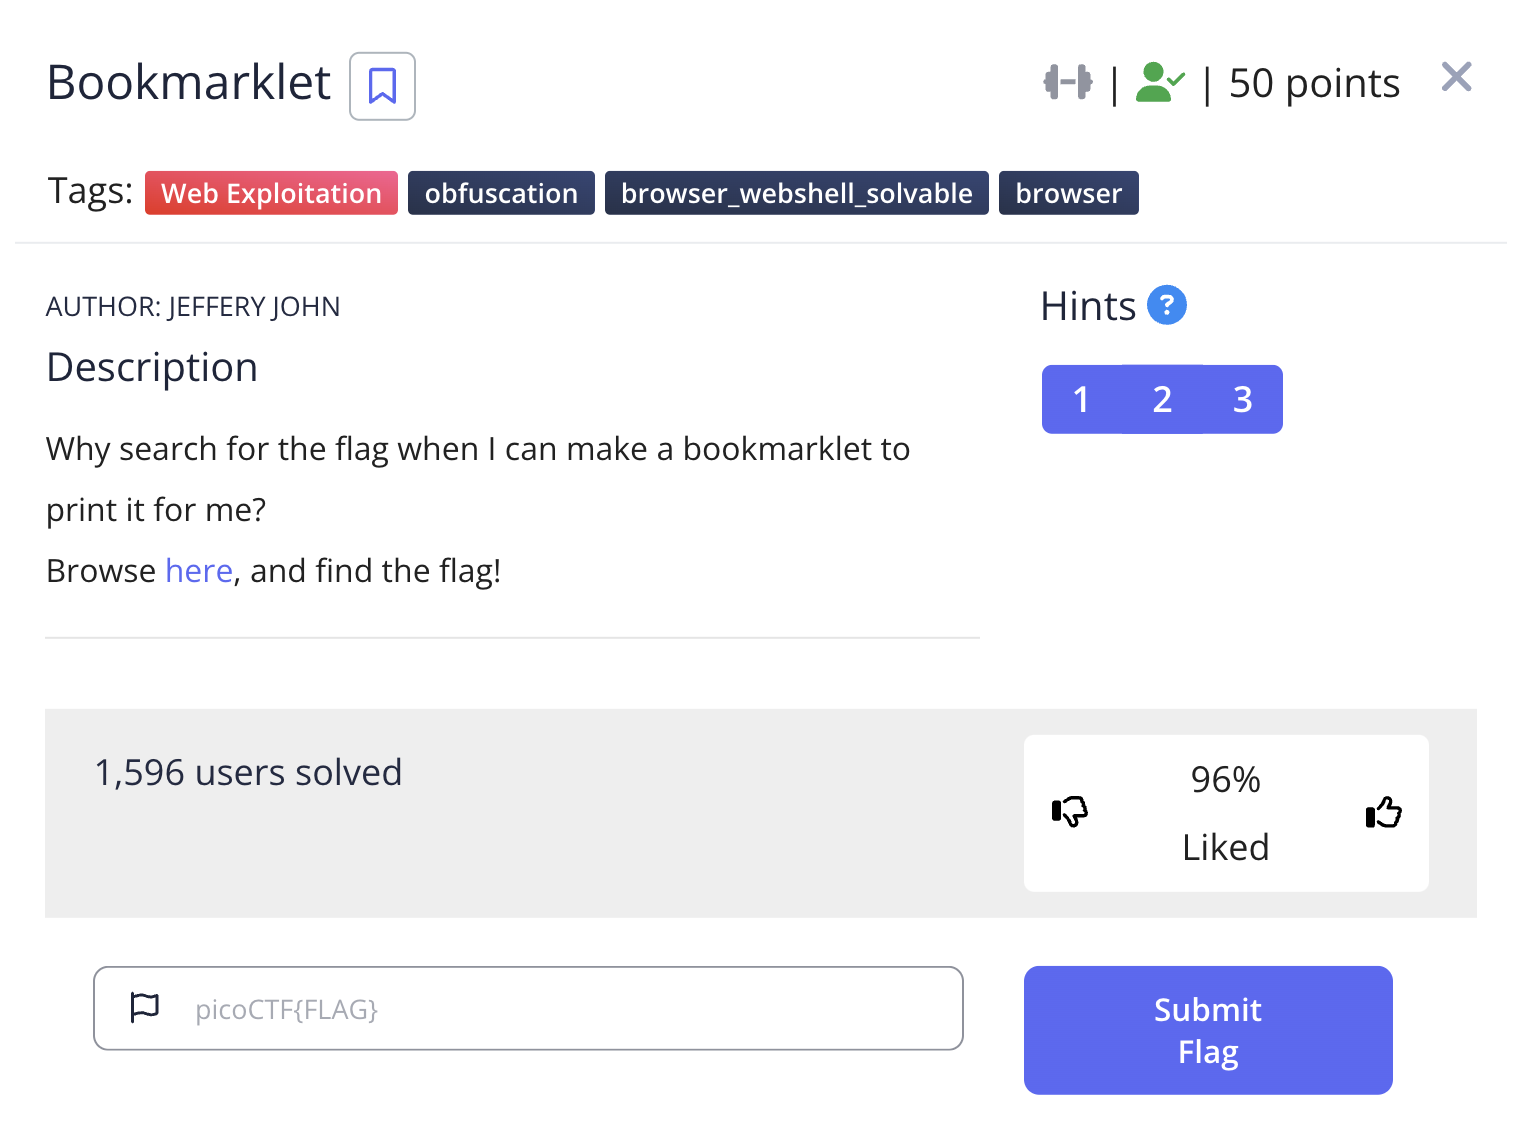 Bookmarklet
| | 50 points
Tags: Web Exploitation obfuscation browser_webshell_solvable browser
AUTHOR: JEFFERY JOHN
Description
Why search for the flag when I can make a bookmarklet to
print it for me?
Browse here, and find the flag!
Hints ?
1 2 3
1,596 users solved
96%
Liked
picoCTF{FLAG}
Submit
Flag